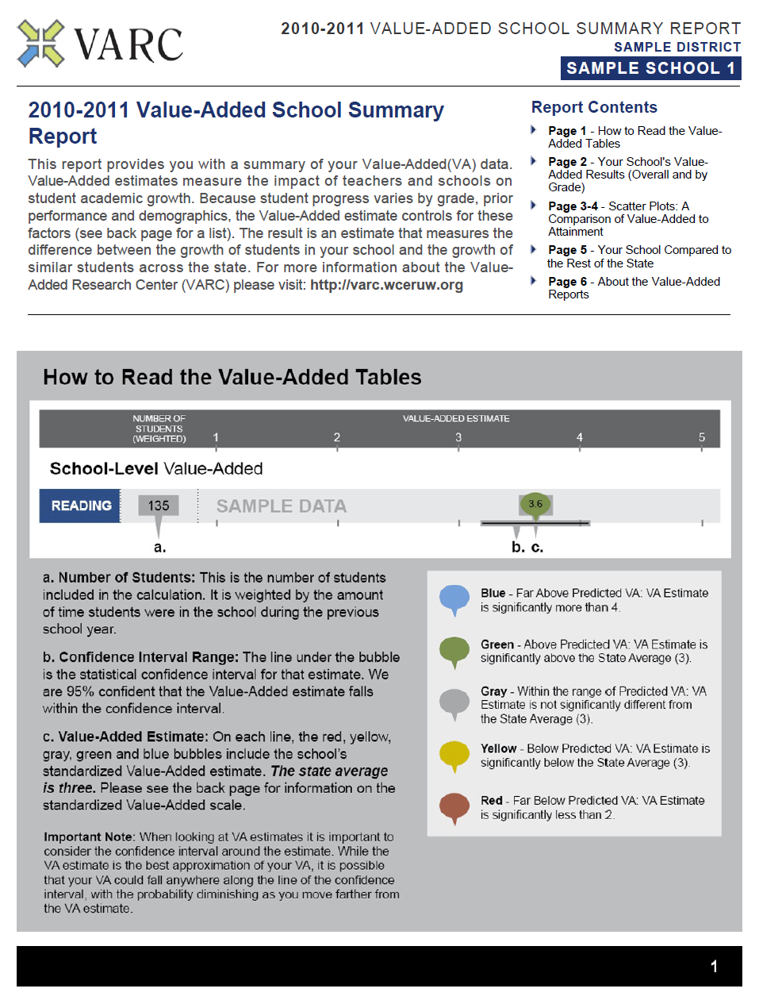 VARC
2010-2011 VALUE-ADDED SCHOOL SUMMARY REPORT
SAMPLE DISTRICT
SAMPLE SCHOOL 1
2010-2011 Value-Added School Summary
Report
This report provides you with a summary of your Value-Added(VA) data.
Value-Added estimates measure the impact of teachers and schools on
student academic growth. Because student progress varies by grade, prior
performance and demographics, the Value-Added estimate controls for these
factors (see back page for a list). The result is an estimate that measures the
difference between the growth of students in your school and the growth of
similar students across the state. For more information about the Value-
Added Research Center (VARC) please visit: http://varc.wceruw.org
Report Contents
Page 1 - How to Read the Value-
Added Tables
Page 2 - Your School's Value-
Added Results (Overall and by
Grade)
Page 3-4 - Scatter Plots: A
Comparison of Value-Added to
Attainment
Page 5 - Your School Compared to
the Rest of the State
Page 6 - About the Value-Added
Reports
How to Read the Value-Added Tables
NUMBER OF
STUDENTS
(WEIGHTED)
VALUE-ADDED ESTIMATE
1 2 3 4 5
School-Level Value-Added
READING 135 SAMPLE DATA 3.6
a. b. c.
a. Number of Students: This is the number of students
included in the calculation. It is weighted by the amount
of time students were in the school during the previous
school year.
b. Confidence Interval Range: The line under the bubble
is the statistical confidence interval for that estimate. We
are 95% confident that the Value-Added estimate falls
within the confidence interval.
c. Value-Added Estimate: On each line, the red, yellow,
gray, green and blue bubbles include the school's
standardized Value-Added estimate. The state average
is three. Please see the back page for information on the
standardized Value-Added scale.
Important Note: When looking at VA estimates it is important to
consider the confidence interval around the estimate. While the
VA estimate is the best approximation of your VA, it is possible
that your VA could fall anywhere along the line of the confidence
interval, with the probability diminishing as you move farther from
the VA estimate.
Blue - Far Above Predicted VA: VA Estimate
is significantly more than 4.
Green - Above Predicted VA: VA Estimate is
significantly above the State Average (3).
Gray - Within the range of Predicted VA: VA
Estimate is not significantly different from
the State Average (3).
Yellow - Below Predicted VA: VA Estimate is
significantly below the State Average (3).
Red - Far Below Predicted VA: VA Estimate
is significantly less than 2.
1